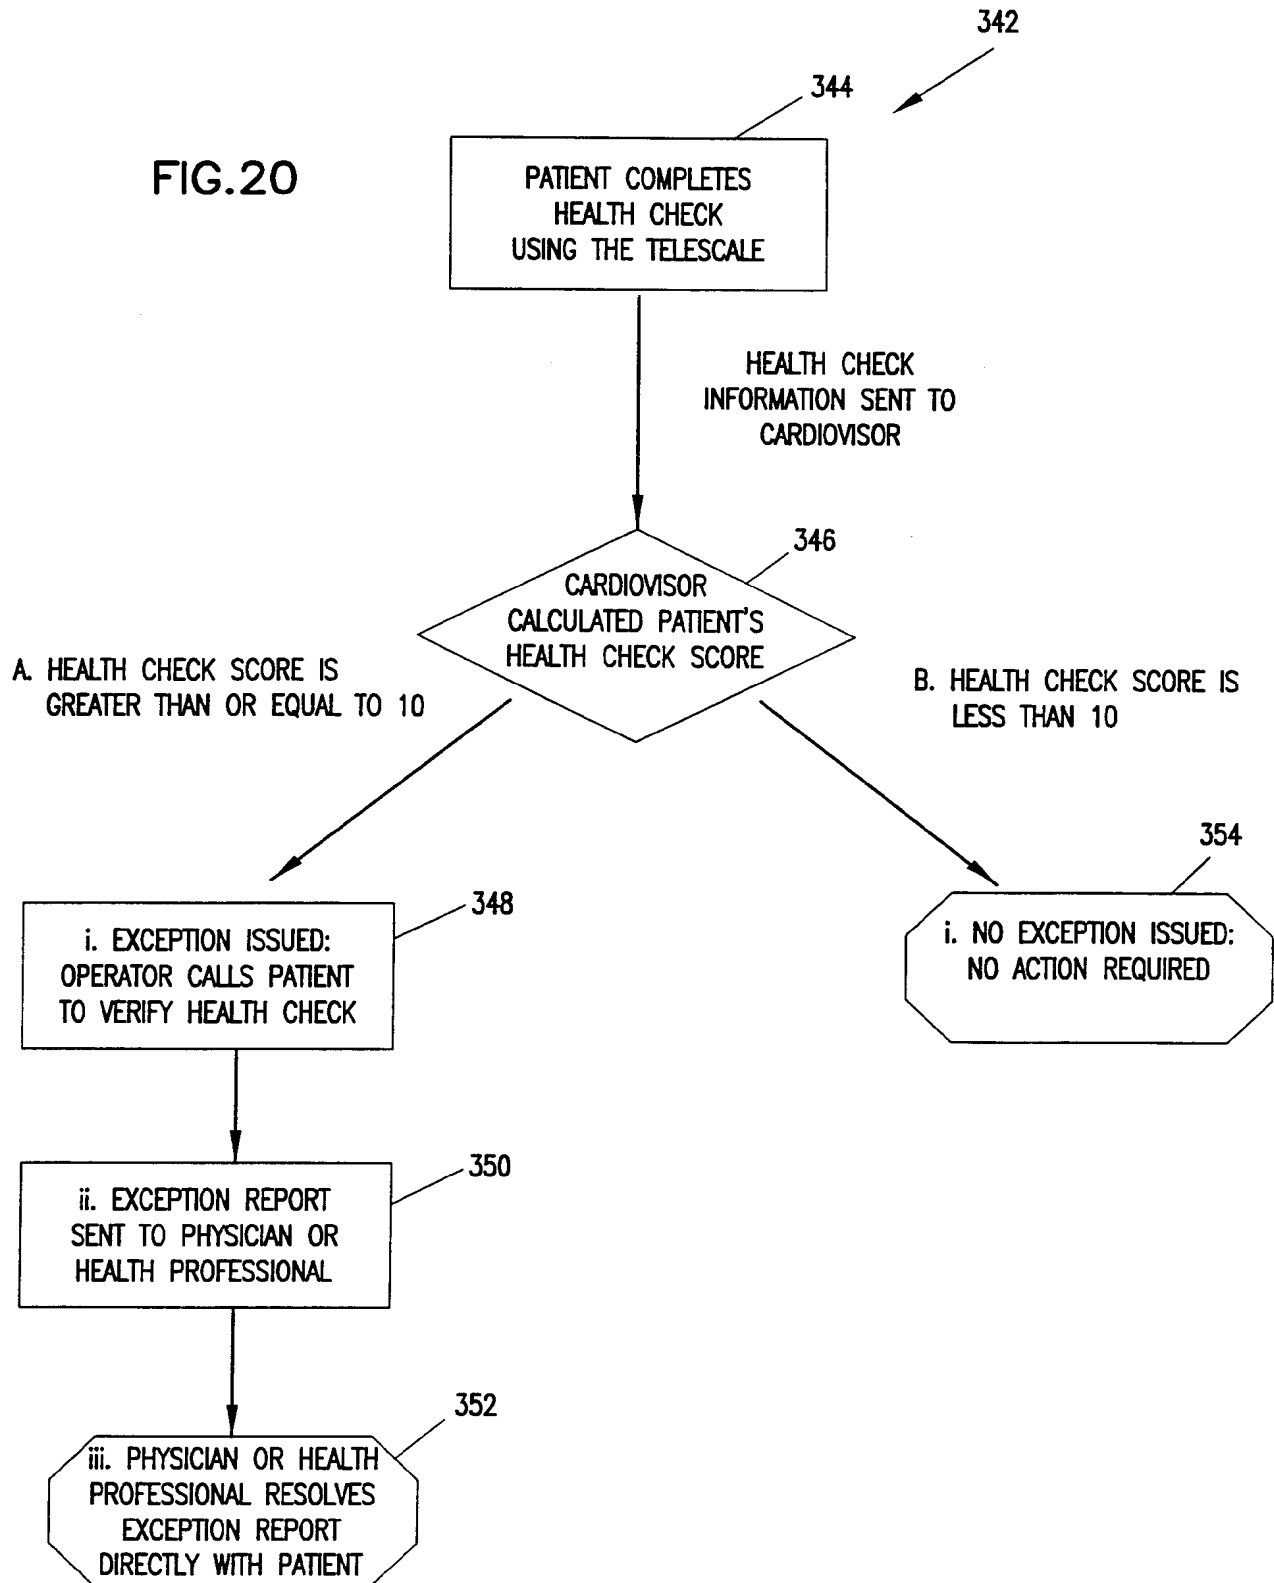 342
344
FIG.20
PATIENT COMPLETES
HEALTH CHECK
USING THE TELESCALE
HEALTH CHECK
INFORMATION SENT TO
CARDIOVISOR
346
CARDIOVISOR
CALCULATED PATIENT'S
HEALTH CHECK SCORE
A. HEALTH CHECK SCORE IS
GREATER THAN OR EQUAL TO 10
B. HEALTH CHECK SCORE IS
LESS THAN 10
348
i. EXCEPTION ISSUED:
OPERATOR CALLS PATIENT
TO VERIFY HEALTH CHECK
354
i. NO EXCEPTION ISSUED:
NO ACTION REQUIRED
350
ii. EXCEPTION REPORT
SENT TO PHYSICIAN OR
HEALTH PROFESSIONAL
352
iii. PHYSICIAN OR HEALTH
PROFESSIONAL RESOLVES
EXCEPTION REPORT
DIRECTLY WITH PATIENT